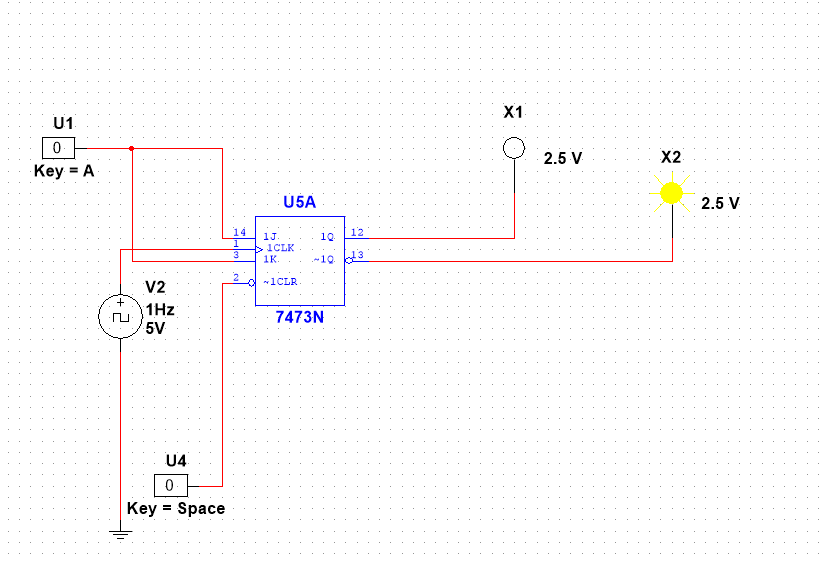 X1
U1
0
2.5 V
X2
Key = A
2.5 V
U5A
14
1J
1Q
12
1
1CLK
3
1K
~1Q
13
2
~1CLR
V2
1Hz
5V
7473N
U4
0
Key = Space